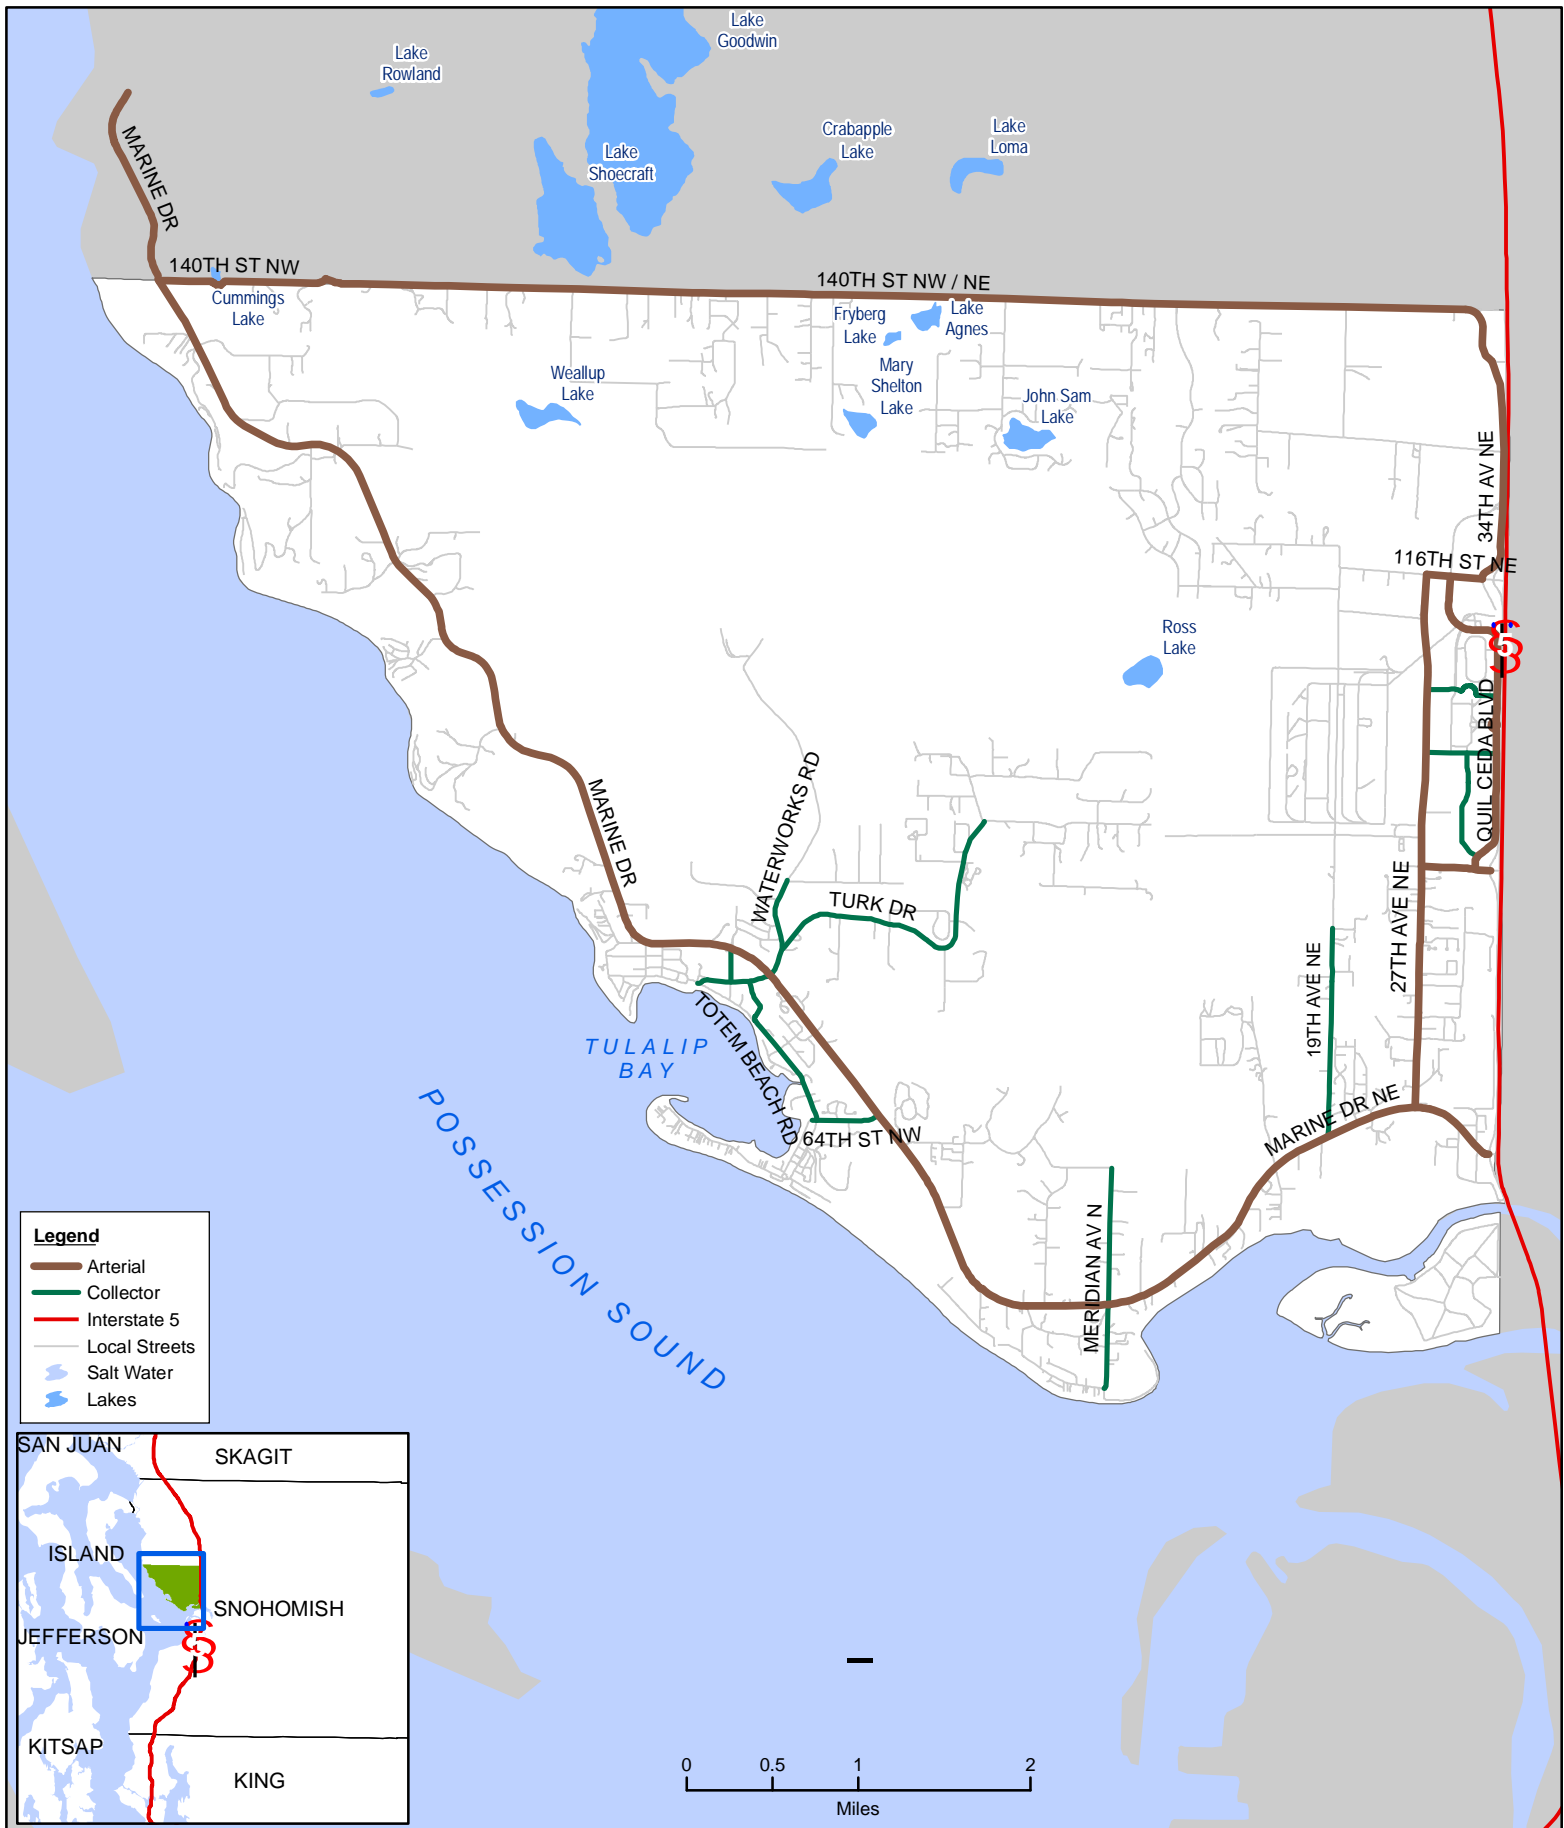 Lake
Goodwin
Lake
Rowland
Crabapple
Lake
Lake
Loma
Lake
Shoecraft
MARINE DR
140TH ST NW
140TH ST NW / NE
Cummings
Lake
Fryberg
Lake
Lake
Agnes
Weallup
Lake
Mary
Shelton
Lake
John Sam
Lake
34TH AV NE
116TH ST NE
Ross
Lake
5
QUIL CEDA BLVD
MARINE DR
WATERWORKS RD
TURK DR
27TH AVE NE
19TH AVE NE
TOTEM BEACH RD
TULALIP
BAY
64TH ST NW
MARINE DR NE
POSSESSION SOUND
MERIDIAN AV N
Legend
Arterial
Collector
Interstate 5
Local Streets
Salt Water
Lakes
SAN JUAN
SKAGIT
ISLAND
SNOHOMISH
JEFFERSON
KITSAP
KING
0 0.5 1 2
Miles